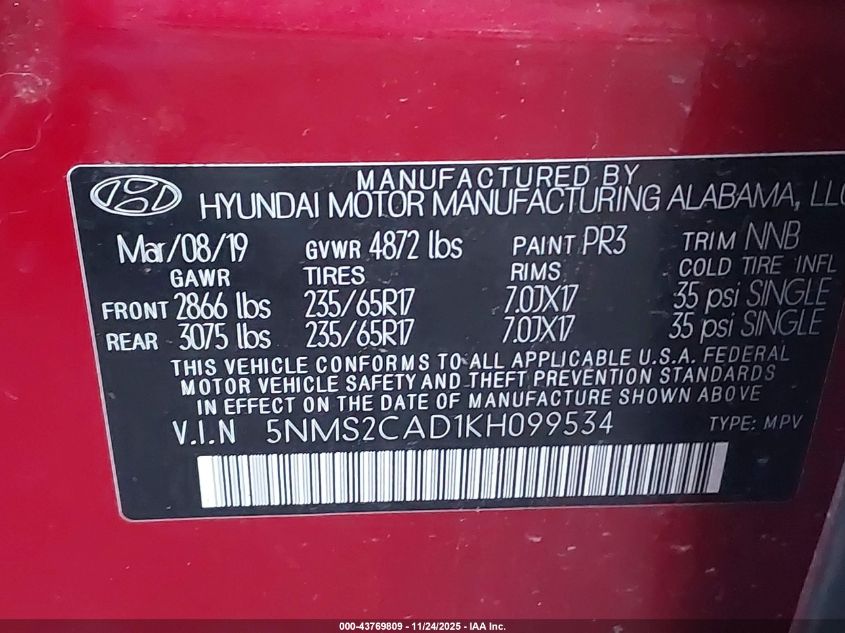 MANUFACTURED BY
HYUNDAI MOTOR MANUFACTURING ALABAMA, LLC
Mar/08/19 GVWR 4872 lbs PAINT PR3 TRIM NNB
GAWR TIRES RIMS COLD TIRE INFL
FRONT 2866 lbs 235/65R17 7.0JX17 35 psi SINGLE
REAR 3075 lbs 235/65R17 7.0JX17 35 psi SINGLE
THIS VEHICLE CONFORMS TO ALL APPLICABLE U.S.A. FEDERAL
MOTOR VEHICLE SAFETY AND THEFT PREVENTION STANDARDS
IN EFFECT ON THE DATE OF MANUFACTURE SHOWN ABOVE
V.I.N 5NMS2CAD1KH099534 TYPE: MPV
000-43769809 - 11/24/2025 - IAA Inc.